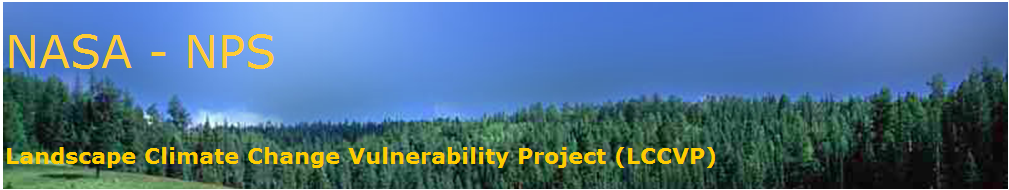 NASA - NPS
Landscape Climate Change Vulnerability Project (LCCVP)